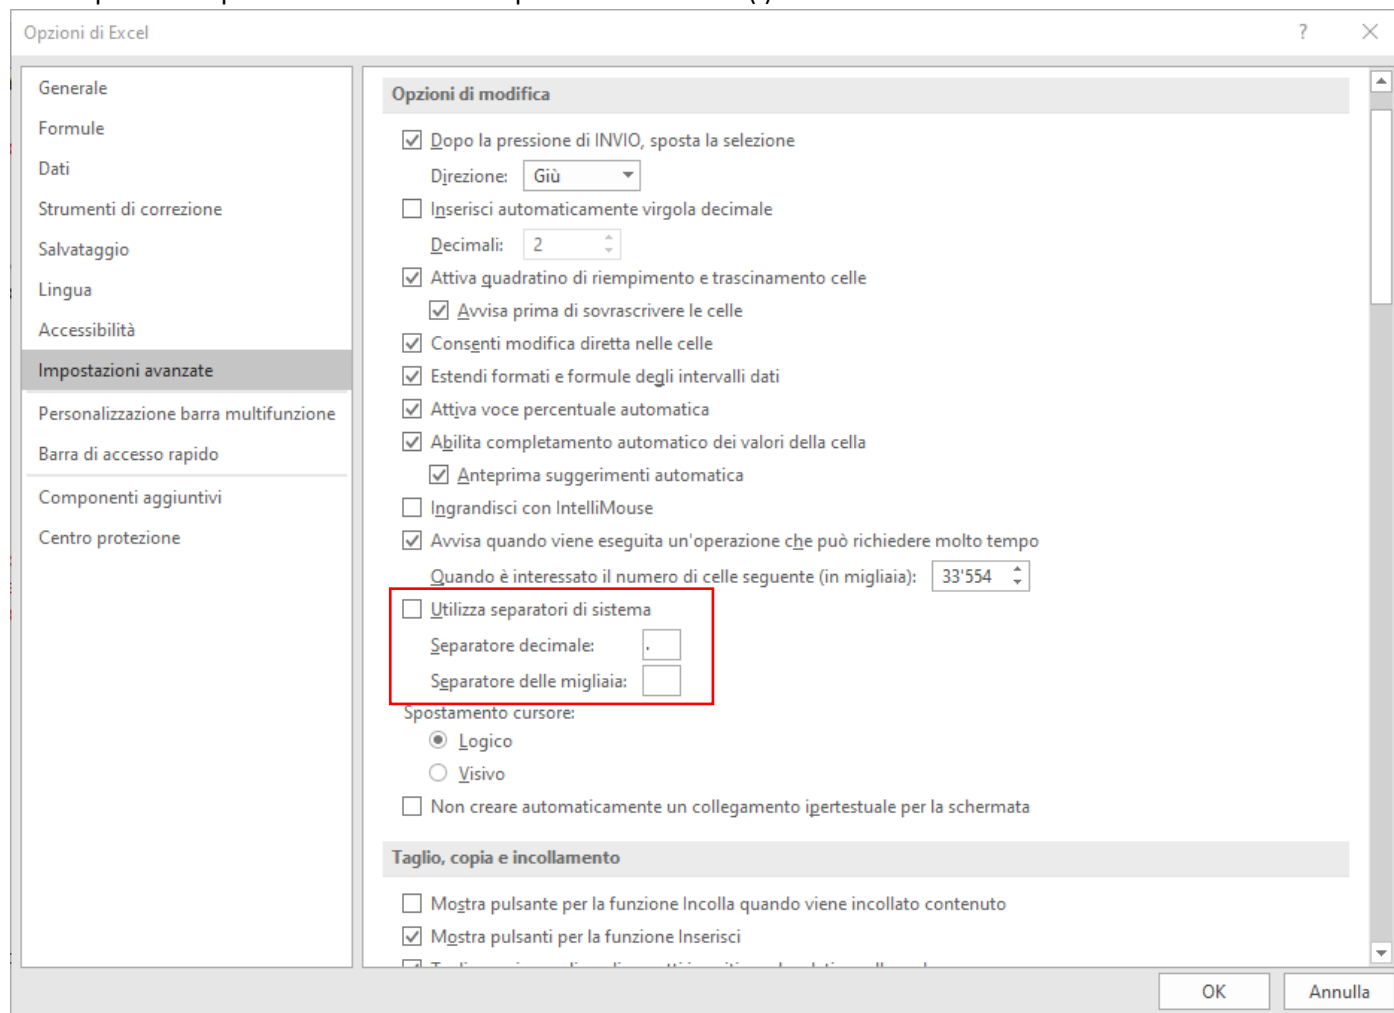 Opzioni di Excel
?
Generale
Formule
Dati
Strumenti di correzione
Salvataggio
Lingua
Accessibilità
Impostazioni avanzate
Personalizzazione barra multifunzione
Barra di accesso rapido
Componenti aggiuntivi
Centro protezione
Opzioni di modifica
Dopo la pressione di INVIO, sposta la selezione
Direzione: Giù
Inserisci automaticamente virgola decimale
Decimali: 2
Attiva quadratino di riempimento e trascinamento celle
Avvisa prima di sovrascrivere le celle
Consenti modifica diretta nelle celle
Estendi formati e formule degli intervalli dati
Attiva voce percentuale automatica
Abilita completamento automatico dei valori della cella
Anteprima suggerimenti automatica
Ingrandisci con IntelliMouse
Avvisa quando viene eseguita un'operazione che può richiedere molto tempo
Quando è interessato il numero di celle seguente (in migliaia): 33'554
Utilizza separatori di sistema
Separatore decimale: .
Separatore delle migliaia:
Spostamento cursore:
Logico
Visivo
Non creare automaticamente un collegamento ipertestuale per la schermata
Taglio, copia e incollamento
Mostra pulsante per la funzione Incolla quando viene incollato contenuto
Mostra pulsanti per la funzione Inserisci
OK
Annulla